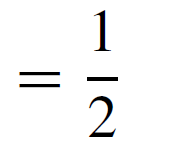 = 1/2